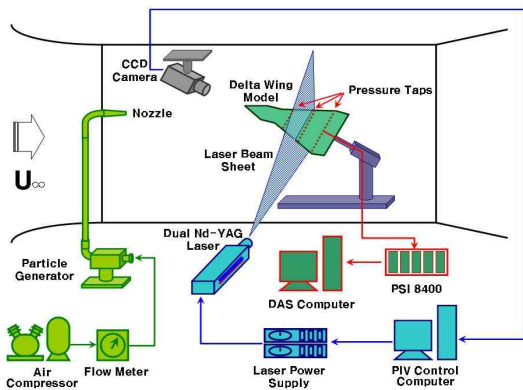 CCD
Camera
Delta Wing
Model
Pressure Taps
Nozzle
Laser Beam
Sheet
U∞
Dual Nd-YAG
Laser
Particle
Generator
DAS Computer
PSI 8400
Air
Compressor
Flow Meter
Laser Power
Supply
PIV Control
Computer